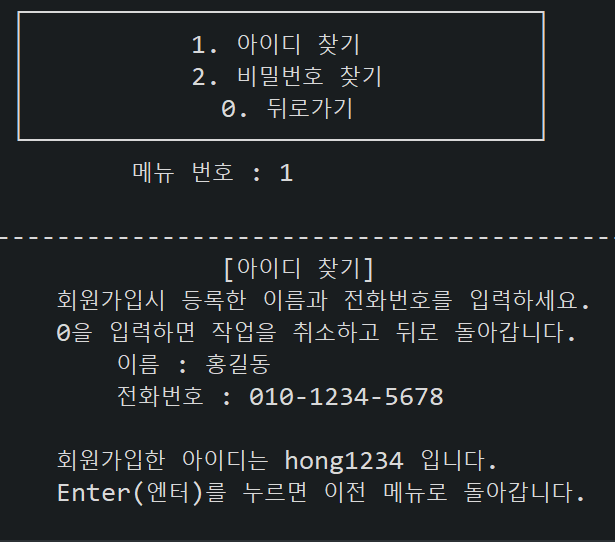 1. 아이디 찾기
2. 비밀번호 찾기
0. 뒤로가기
메뉴 번호 : 1
--------------------------------------------
[아이디 찾기]
회원가입시 등록한 이름과 전화번호를 입력하세요.
0을 입력하면 작업을 취소하고 뒤로 돌아갑니다.
이름 : 홍길동
전화번호 : 010-1234-5678
회원가입한 아이디는 hong1234 입니다.
Enter(엔터)를 누르면 이전 메뉴로 돌아갑니다.